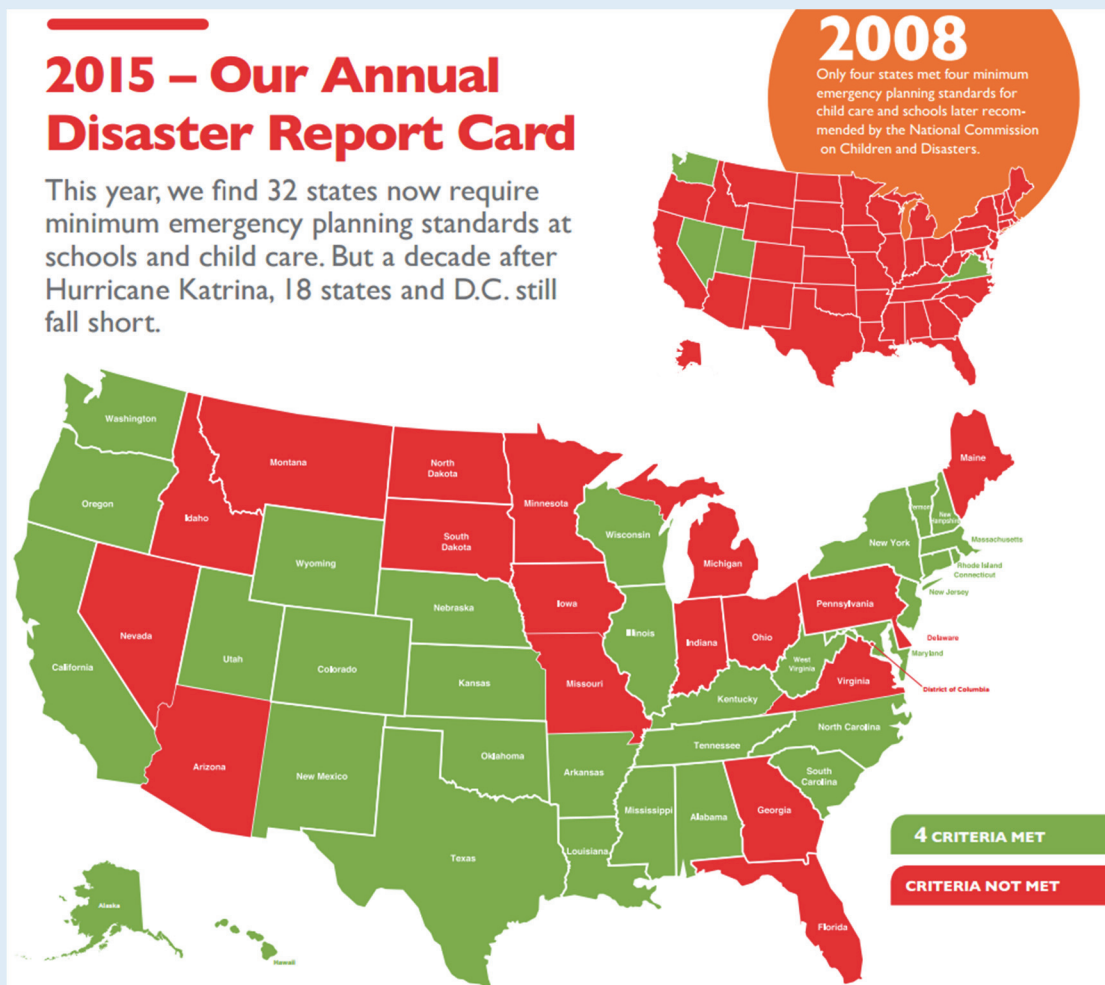 2015 – Our Annual
Disaster Report Card
This year, we find 32 states now require
minimum emergency planning standards at
schools and child care. But a decade after
Hurricane Katrina, 18 states and D.C. still
fall short.
2008
Only four states met four minimum
emergency planning standards for
child care and schools later recom-
mended by the National Commission
on Children and Disasters.
Washington
Oregon
California
Idaho
Nevada
Arizona
Montana
Wyoming
Utah
Colorado
New Mexico
North
Dakota
South
Dakota
Nebraska
Kansas
Oklahoma
Texas
Minnesota
Iowa
Missouri
Arkansas
Louisiana
Wisconsin
Illinois
Mississippi
Michigan
Indiana
Ohio
Kentucky
Tennessee
Alabama
Georgia
Florida
South
Carolina
North Carolina
Virginia
West
Virginia
Pennsylvania
New York
Vermont
New
Hampshire
Maine
Massachusetts
Rhode Island
Connecticut
New Jersey
Delaware
Maryland
District of Columbia
Alaska
Hawaii
4 CRITERIA MET
CRITERIA NOT MET